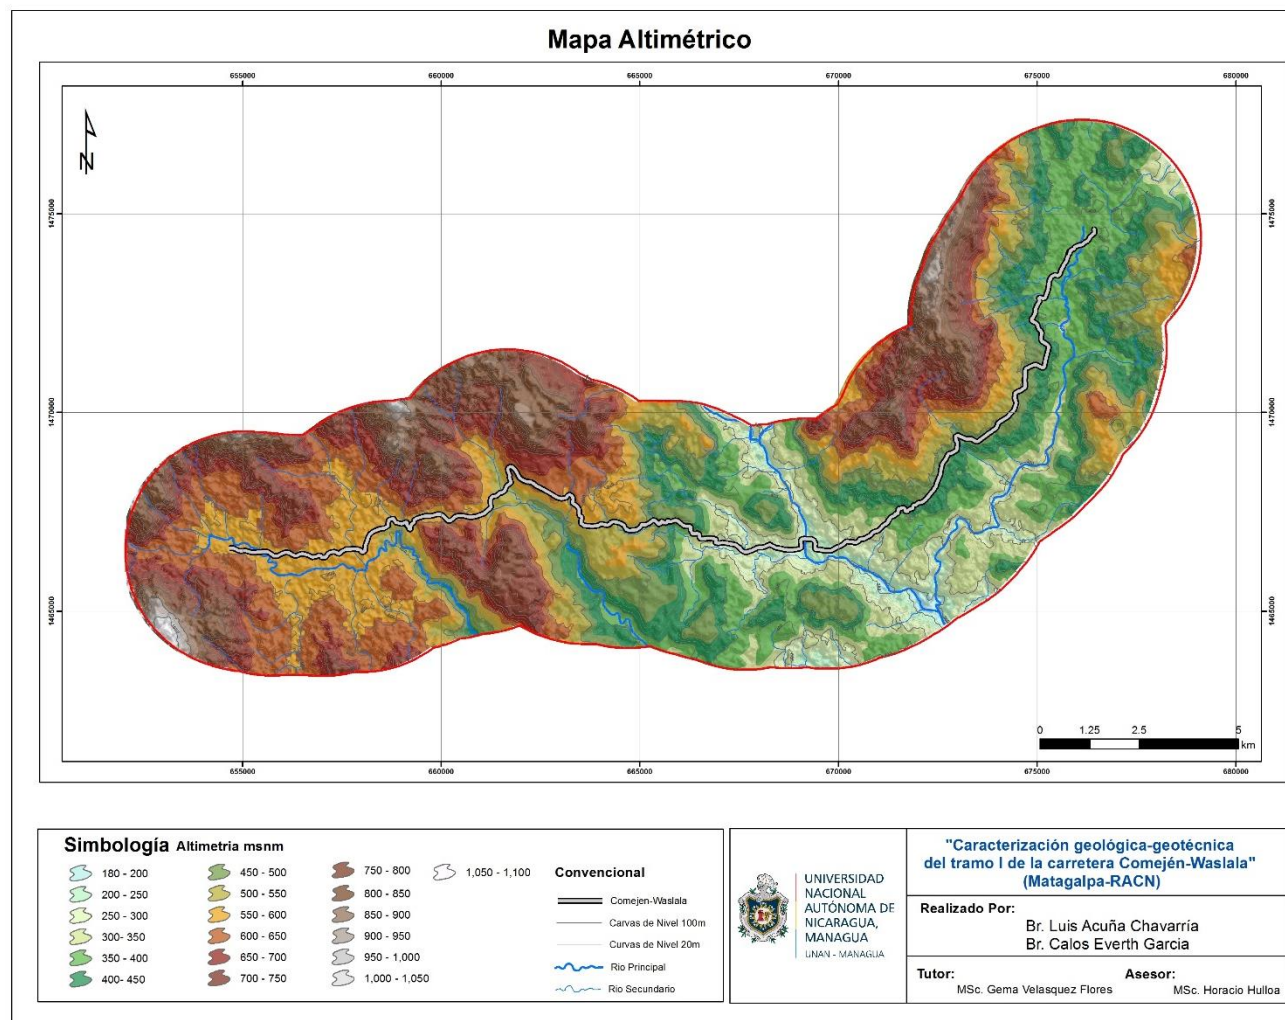 Mapa Altimétrico
655000 660000 665000 670000 675000 680000
N
1475000 1475000
1470000 1470000
1465000 1465000
0 1.25 2.5 5
km
655000 660000 665000 670000 675000 680000
Simbología Altimetria msnm
180 - 200
200 - 250
250 - 300
300- 350
350 - 400
400- 450
450 - 500
500 - 550
550 - 600
600 - 650
650 - 700
700 - 750
750 - 800
800 - 850
850 - 900
900 - 950
950 - 1,000
1,000 - 1,050
1,050 - 1,100
Convencional
Comejen-Waslala
Carvas de Nivel 100m
Curvas de Nivel 20m
Rio Principal
Rio Secundario
UNIVERSIDAD
NACIONAL
AUTÓNOMA DE
NICARAGUA,
MANAGUA
UNAN - MANAGUA
"Caracterización geológica-geotécnica
del tramo I de la carretera Comején-Waslala"
(Matagalpa-RACN)
Realizado Por:
Br. Luis Acuña Chavarría
Br. Calos Everth Garcia
Tutor:
MSc. Gema Velasquez Flores
Asesor:
MSc. Horacio Hulloa